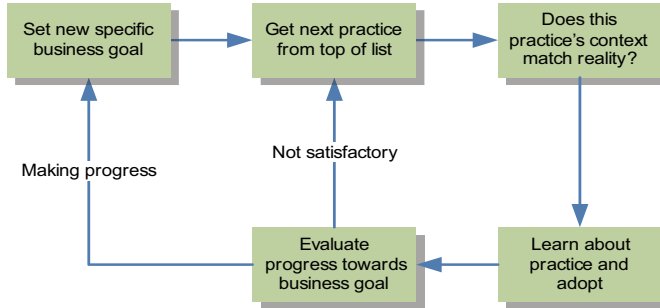 Set new specific
business goal
Get next practice
from top of list
Does this
practice's context
match reality?
Not satisfactory
Making progress
Evaluate
progress towards
business goal
Learn about
practice and
adopt